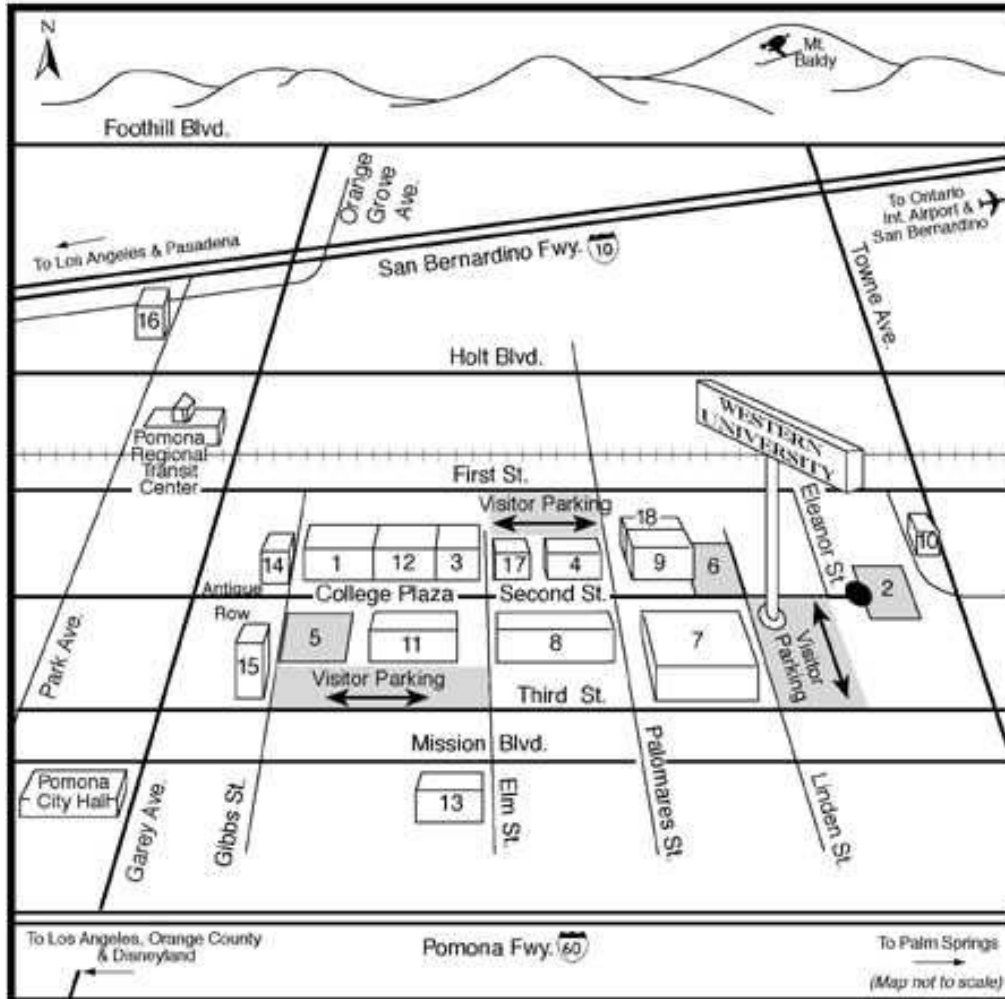 Z
Mt.
Baldy
Foothill Blvd.
Orange
Grove
Ave.
To Ontario
Int. Airport &
San Bernardino
To Los Angeles & Pasadena
San Bernardino Fwy. 10
Towne Ave.
16
Holt Blvd.
WESTERN
UNIVERSITY
Pomona
Regional
Transit
Center
First St.
Visitor Parking
Eleanor St.
18
10
14
1
12
3
17
4
9
6
2
Antique
Row
College Plaza
Second St.
Park Ave.
5
11
8
7
15
Visitor Parking
Visitor
Parking
Third St.
Mission Blvd.
Pomona
City Hall
13
Garey Ave.
Gibbs St.
Elm St.
Palomares St.
Linden St.
To Los Angeles, Orange County
& Disneyland
Pomona Fwy. 60
To Palm Springs
(Map not to scale)